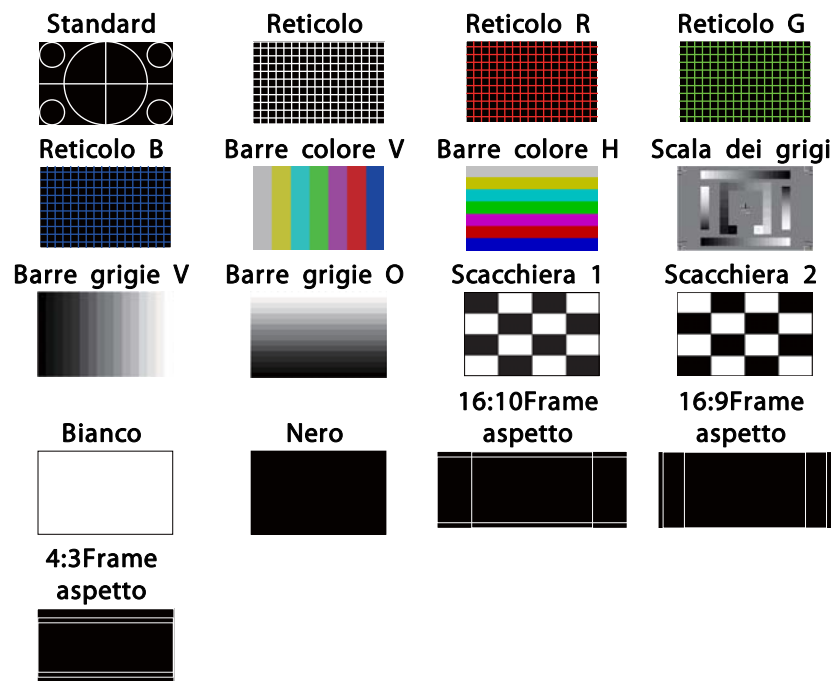 Standard
Reticolo
Reticolo R
Reticolo G
Reticolo B
Barre colore V
Barre colore H
Scala dei grigi
Barre grigie V
Barre grigie O
Scacchiera 1
Scacchiera 2
Bianco
Nero
16:10Frame
aspetto
16:9Frame
aspetto
4:3Frame
aspetto